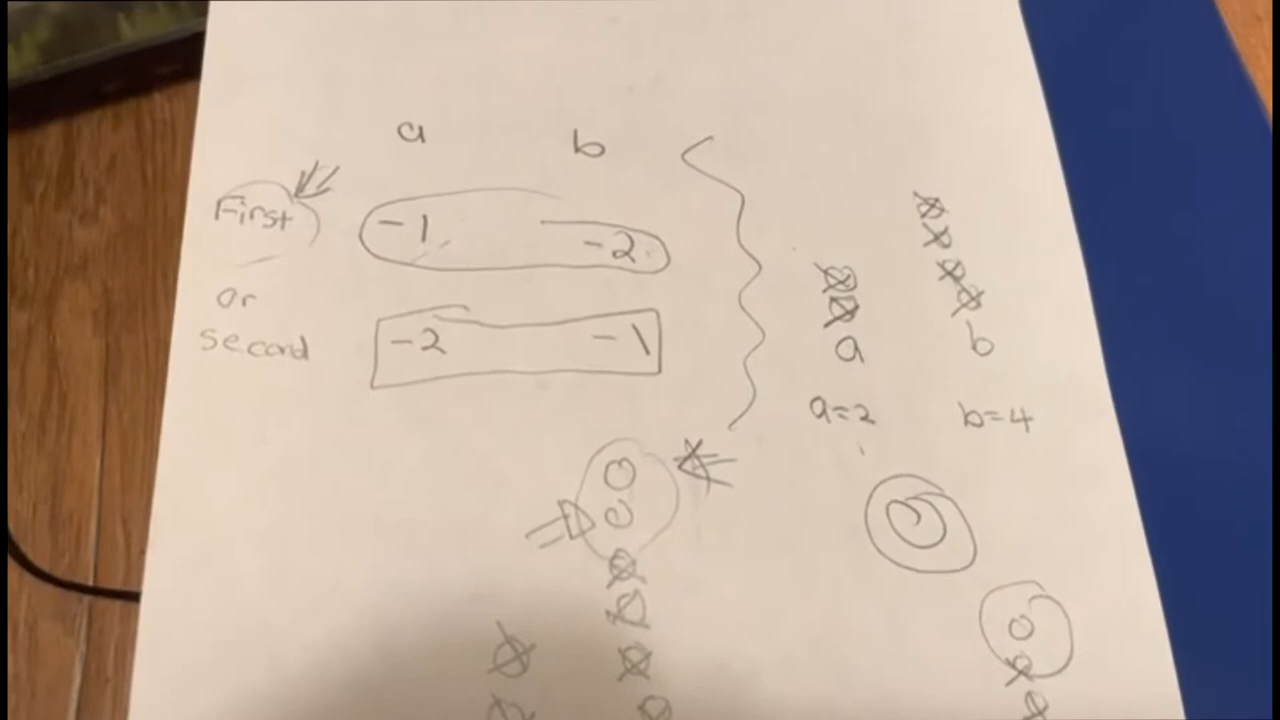 a b
First -1 -2
or
second -2 -1
a b
a=2 b=4